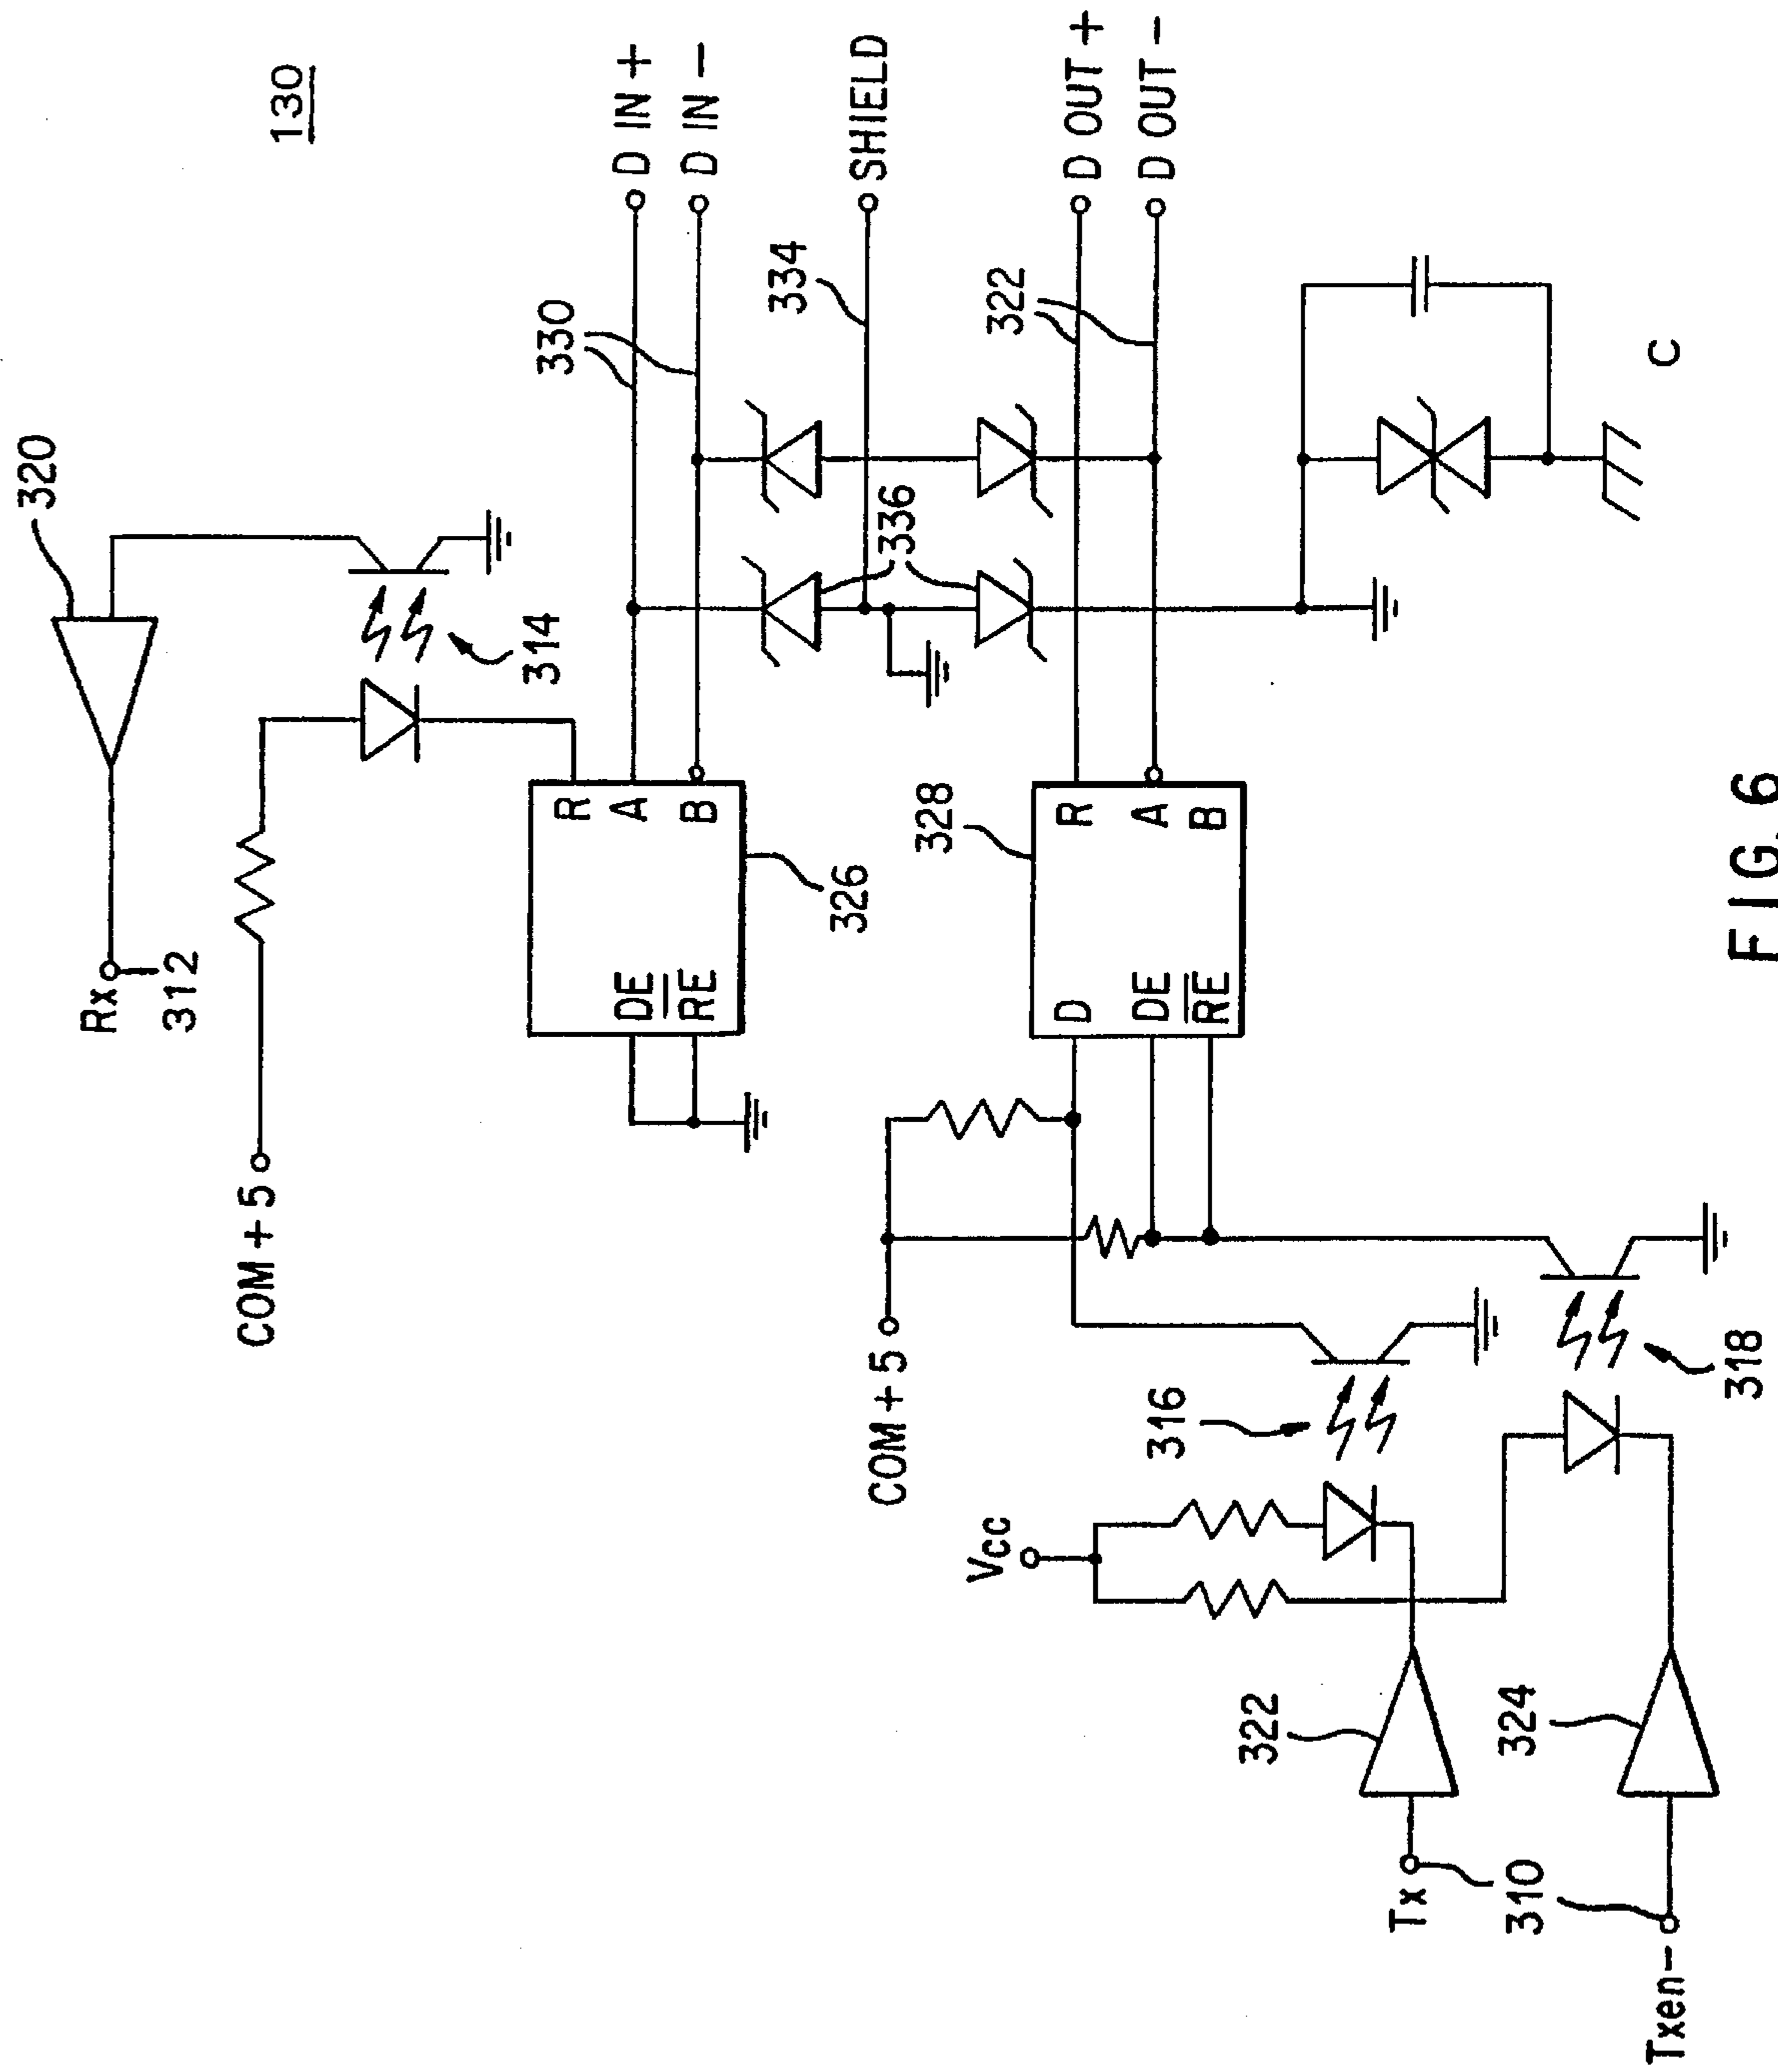 130
320
Rx
312
314
COM+5
R
A
B
DE
RE
326
330
D IN +
D IN -
334
SHIELD
336
322
D OUT +
D OUT -
328
R
A
B
D
DE
RE
COM+5
Vcc
316
318
322
324
Tx
310
Txen-
C
FIG. 6